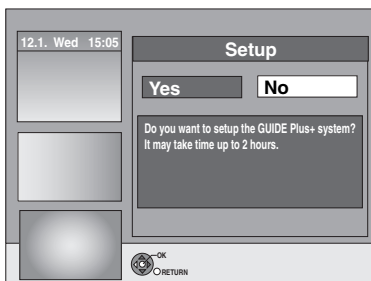 12.1. Wed 15:05
Setup
Yes No
Do you want to setup the GUIDE Plus+ system?
It may take time up to 2 hours.
OK
RETURN